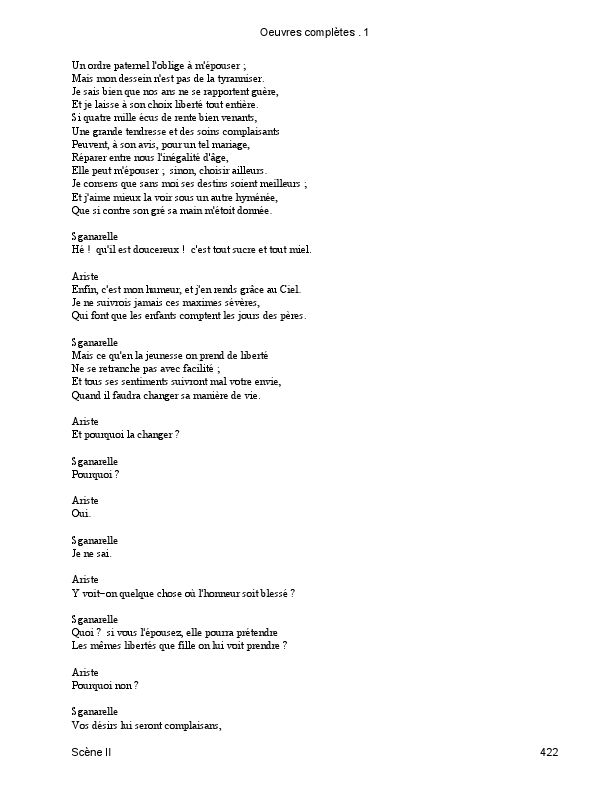 Oeuvres complètes . 1
Un ordre paternel l'oblige à m'épouser ;
Mais mon dessein n'est pas de la tyranniser.
Je sais bien que nos ans ne se rapportent guère,
Et je laisse à son choix liberté tout entière.
Si quatre mille écus de rente bien venants,
Une grande tendresse et des soins complaisants
Peuvent, à son avis, pour un tel mariage,
Réparer entre nous l'inégalité d'âge,
Elle peut m'épouser ; sinon, choisir ailleurs.
Je consens que sans moi ses destins soient meilleurs ;
Et j'aime mieux la voir sous un autre hyménée,
Que si contre son gré sa main m'étoit donnée.
Sganarelle
Hé ! qu'il est doucereux ! c'est tout sucre et tout miel.
Ariste
Enfin, c'est mon humeur, et j'en rends grâce au Ciel.
Je ne suivrois jamais ces maximes sévères,
Qui font que les enfants comptent les jours des pères.
Sganarelle
Mais ce qu'en la jeunesse on prend de liberté
Ne se retranche pas avec facilité ;
Et tous ses sentiments suivront mal votre envie,
Quand il faudra changer sa manière de vie.
Ariste
Et pourquoi la changer ?
Sganarelle
Pourquoi ?
Ariste
Oui.
Sganarelle
Je ne sai.
Ariste
Y voit-on quelque chose où l'honneur soit blessé ?
Sganarelle
Quoi ? si vous l'épousez, elle pourra prétendre
Les mêmes libertés que fille on lui voit prendre ?
Ariste
Pourquoi non ?
Sganarelle
Vos désirs lui seront complaisans,
Scène II
422